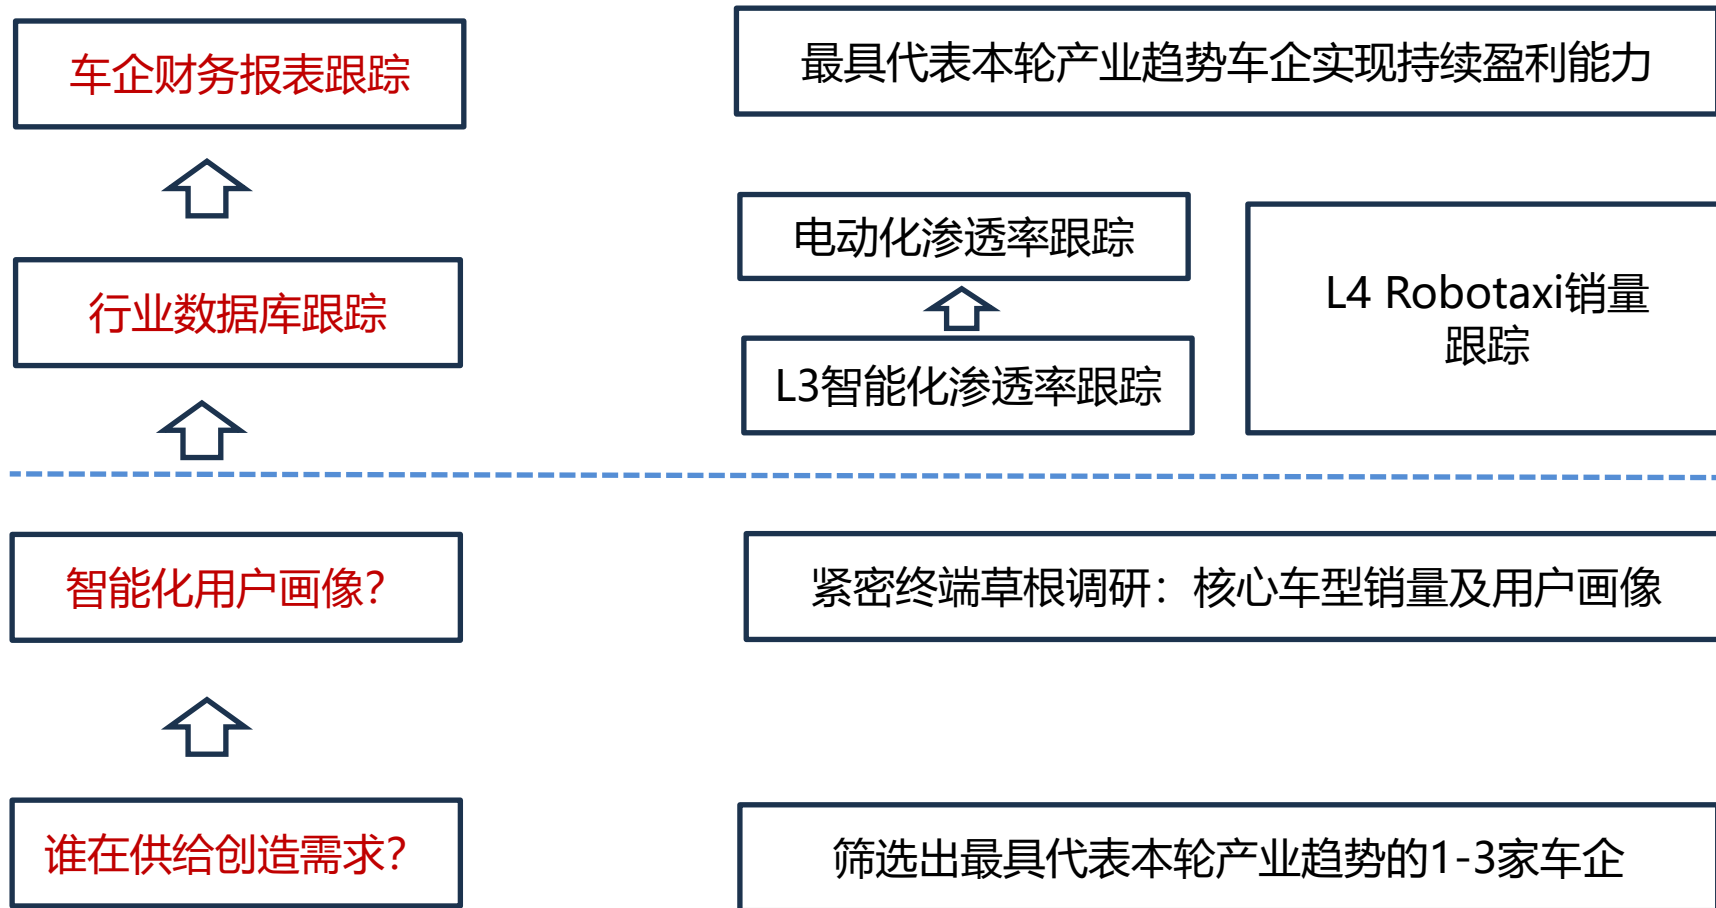 车企财务报表跟踪
最具代表本轮产业趋势车企实现持续盈利能力
行业数据库跟踪
电动化渗透率跟踪
L3智能化渗透率跟踪
L4 Robotaxi销量
跟踪
智能化用户画像？
紧密终端草根调研：核心车型销量及用户画像
谁在供给创造需求？
筛选出最具代表本轮产业趋势的1-3家车企